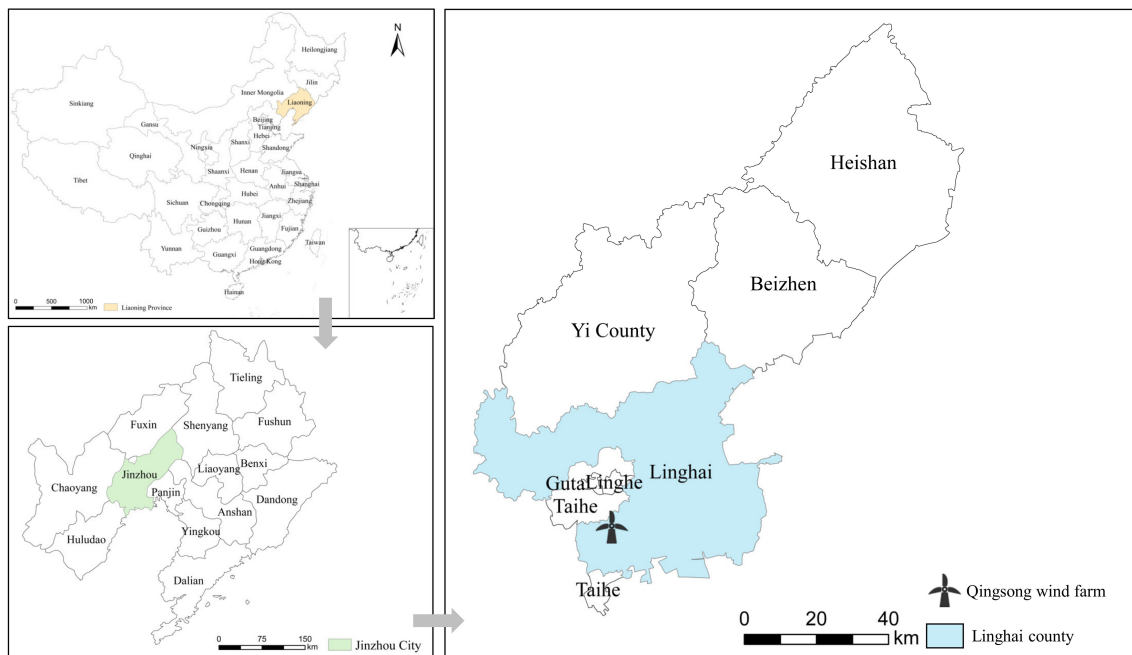 N
Heilongjiang
Jilin
Inner Mongolia
Liaoning
Sinkiang
Beijing
Tianjing
Gansu
Hebei
Ningxia
Shanxi
Shandong
Qinghai
Shaanxi
Henan
Jiangsu
Tibet
Anhui
Shanghai
Hubei
Sichuan
Chongqing
Zhejiang
Hunan
Jiangxi
Guizhou
Fujian
Yunnan
Guangdong
Taiwan
Guangxi
Hong Kong
Hainan
0 500 1000
km
Liaoning Province
Tieling
Fushun
Fuxin
Shenyang
Jinzhou
Liaoyang
Benxi
Chaoyang
Panjin
Dandong
Anshan
Huludao
Yingkou
Dalian
0 75 150
km
Jinzhou City
Heishan
Beizhen
Yi County
Linghai
Guta
Linghe
Taihe
Taihe
Qingsong wind farm
0 20 40
km
Linghai county